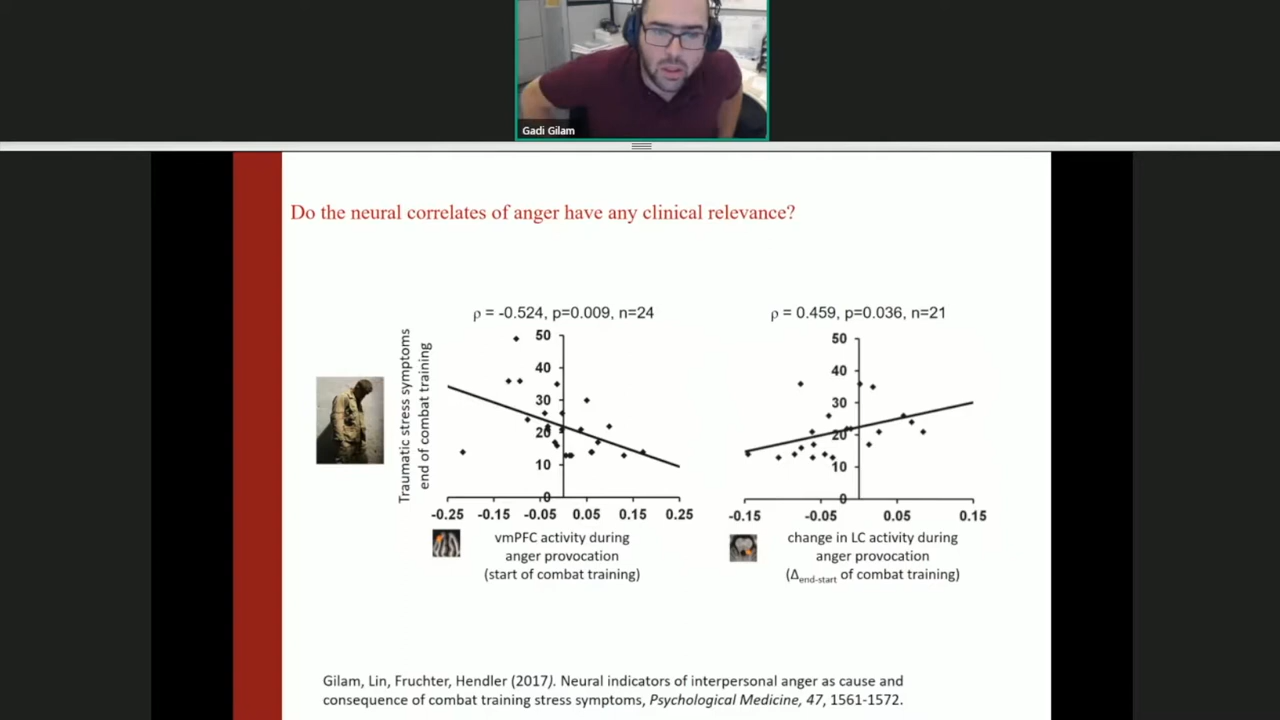 Gadi Gilam
Do the neural correlates of anger have any clinical relevance?
ρ = -0.524, p=0.009, n=24
Traumatic stress symptoms
end of combat training
50
40
30
20
10
0
-0.25 -0.15 -0.05 0.05 0.15 0.25
vmPFC activity during
anger provocation
(start of combat training)
ρ = 0.459, p=0.036, n=21
50
40
30
20
10
0
-0.15 -0.05 0.05 0.15
change in LC activity during
anger provocation
(Δend-start of combat training)
Gilam, Lin, Fruchter, Hendler (2017). Neural indicators of interpersonal anger as cause and
consequence of combat training stress symptoms, Psychological Medicine, 47, 1561-1572.